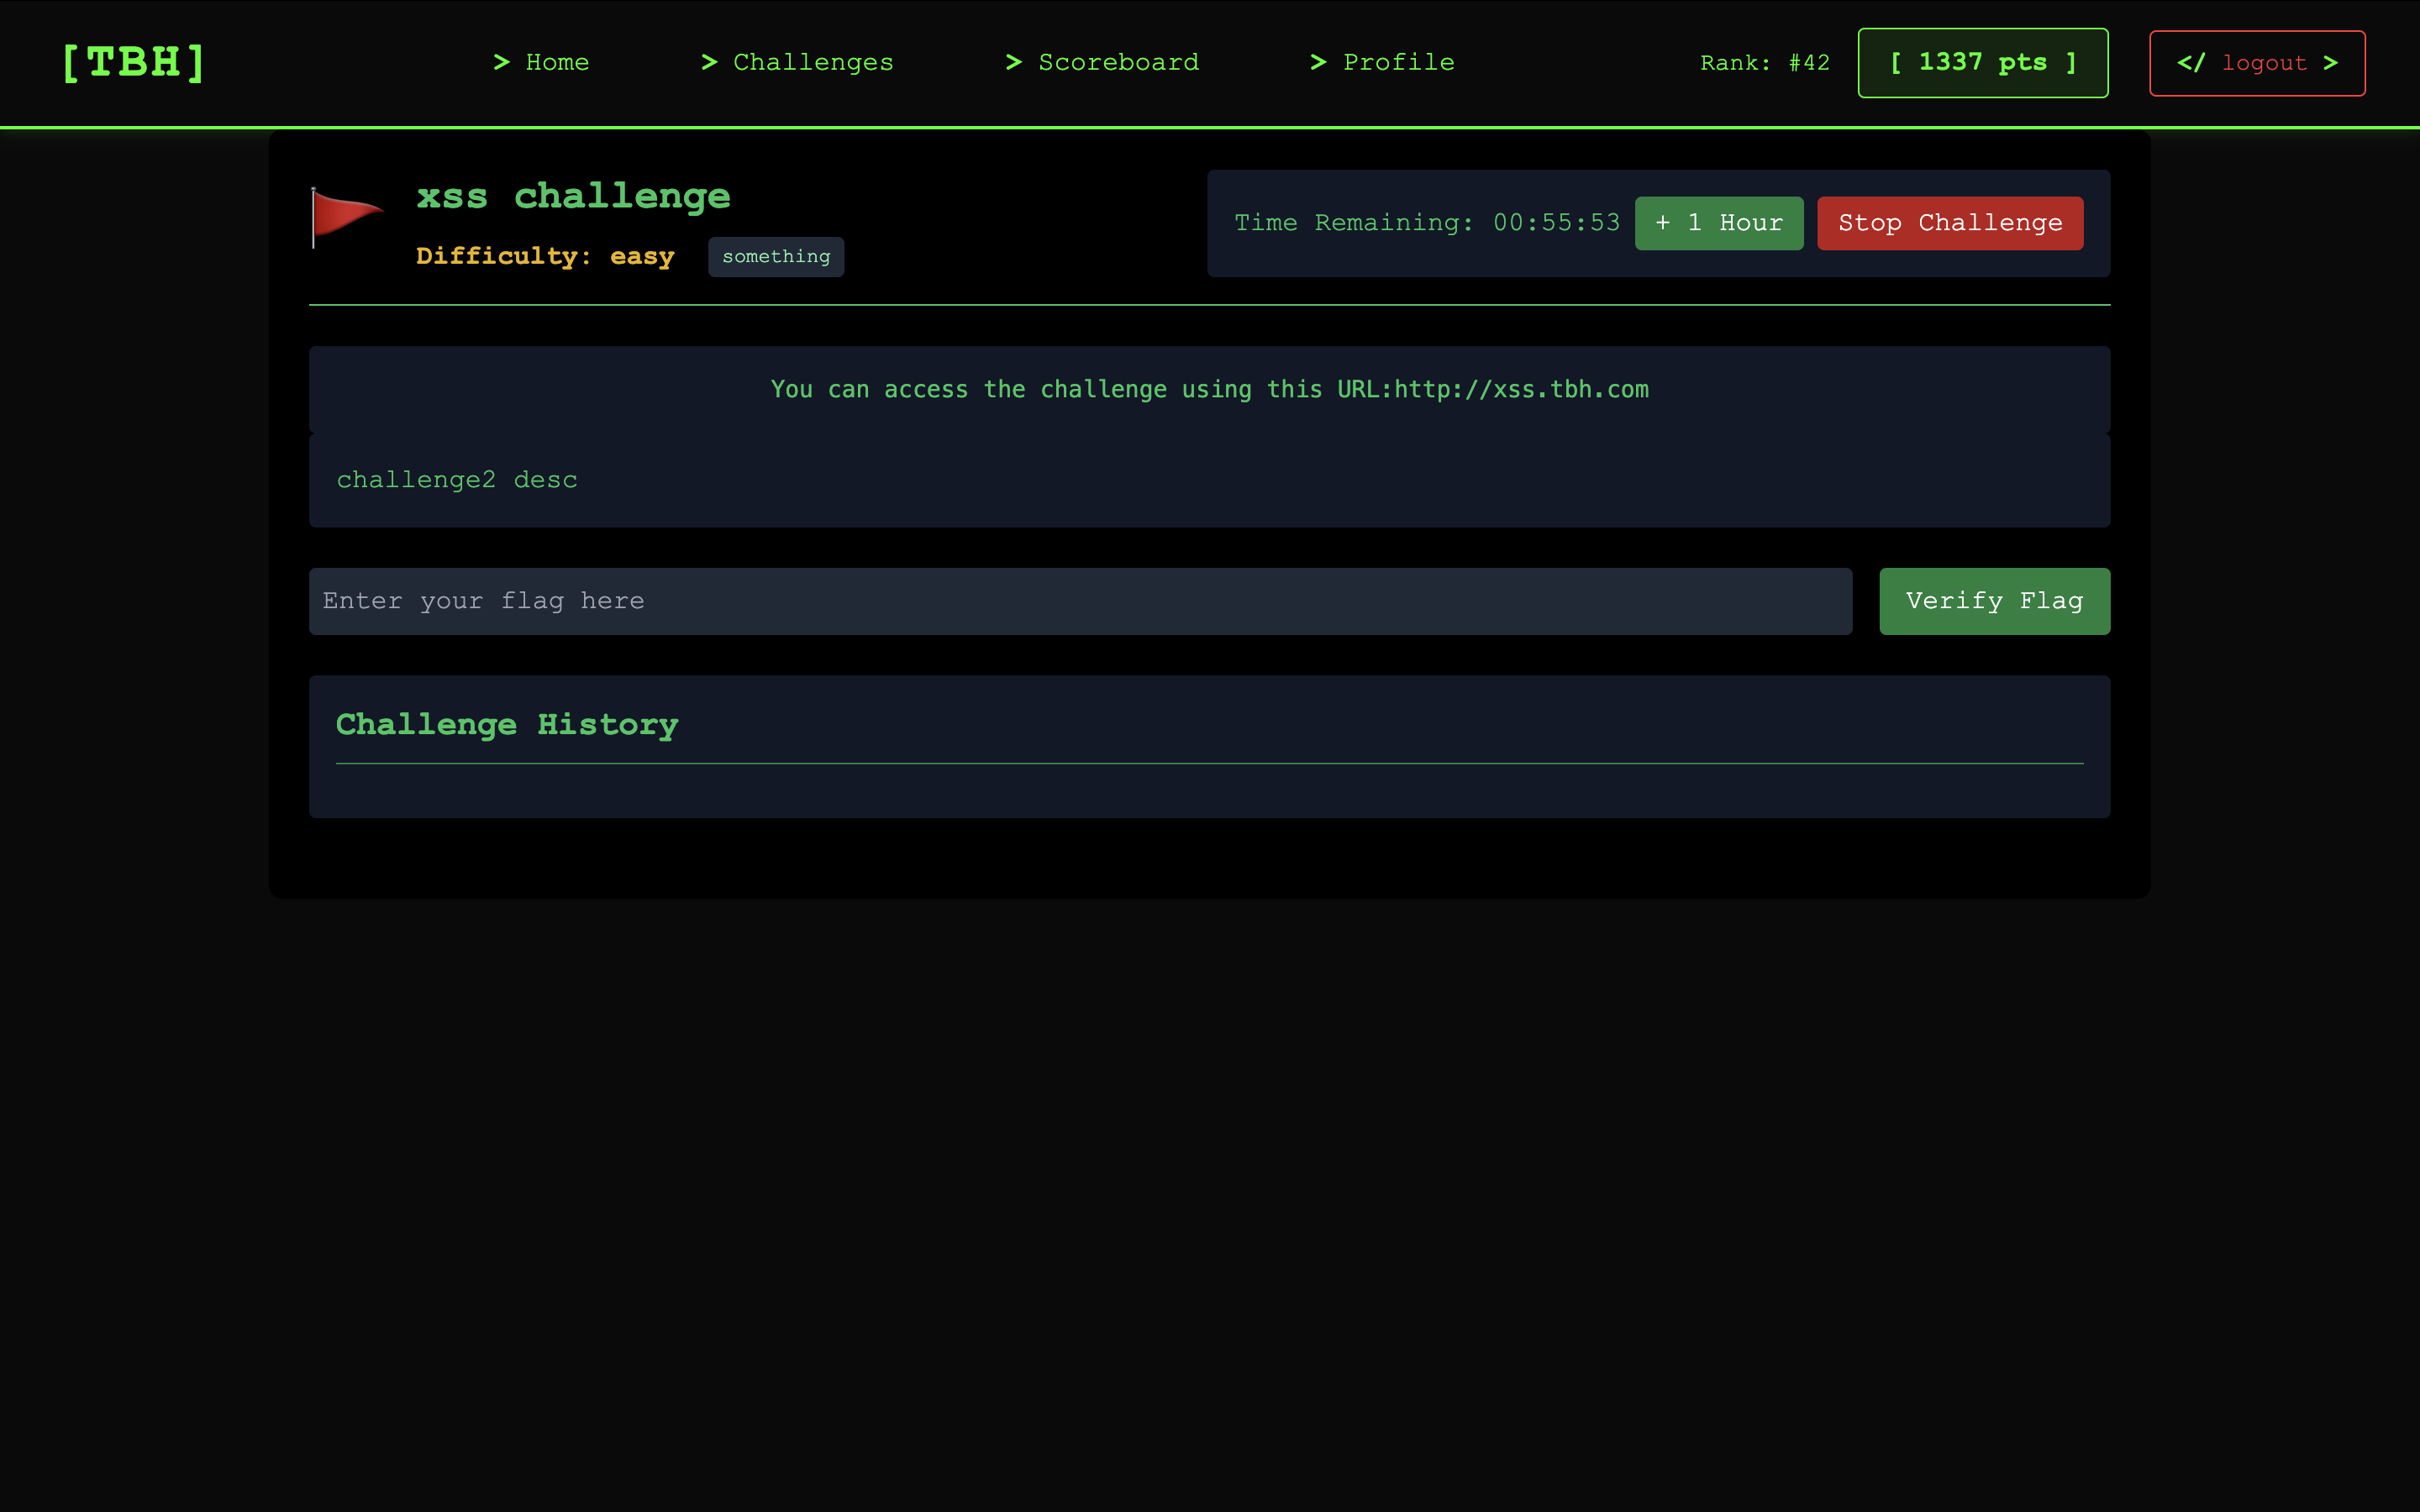 [TBH]
> Home
> Challenges
> Scoreboard
> Profile
Rank: #42
[ 1337 pts ]
</ logout >
xss challenge
Difficulty: easy
something
Time Remaining: 00:55:53
+ 1 Hour
Stop Challenge
You can access the challenge using this URL:http://xss.tbh.com
challenge2 desc
Enter your flag here
Verify Flag
Challenge History